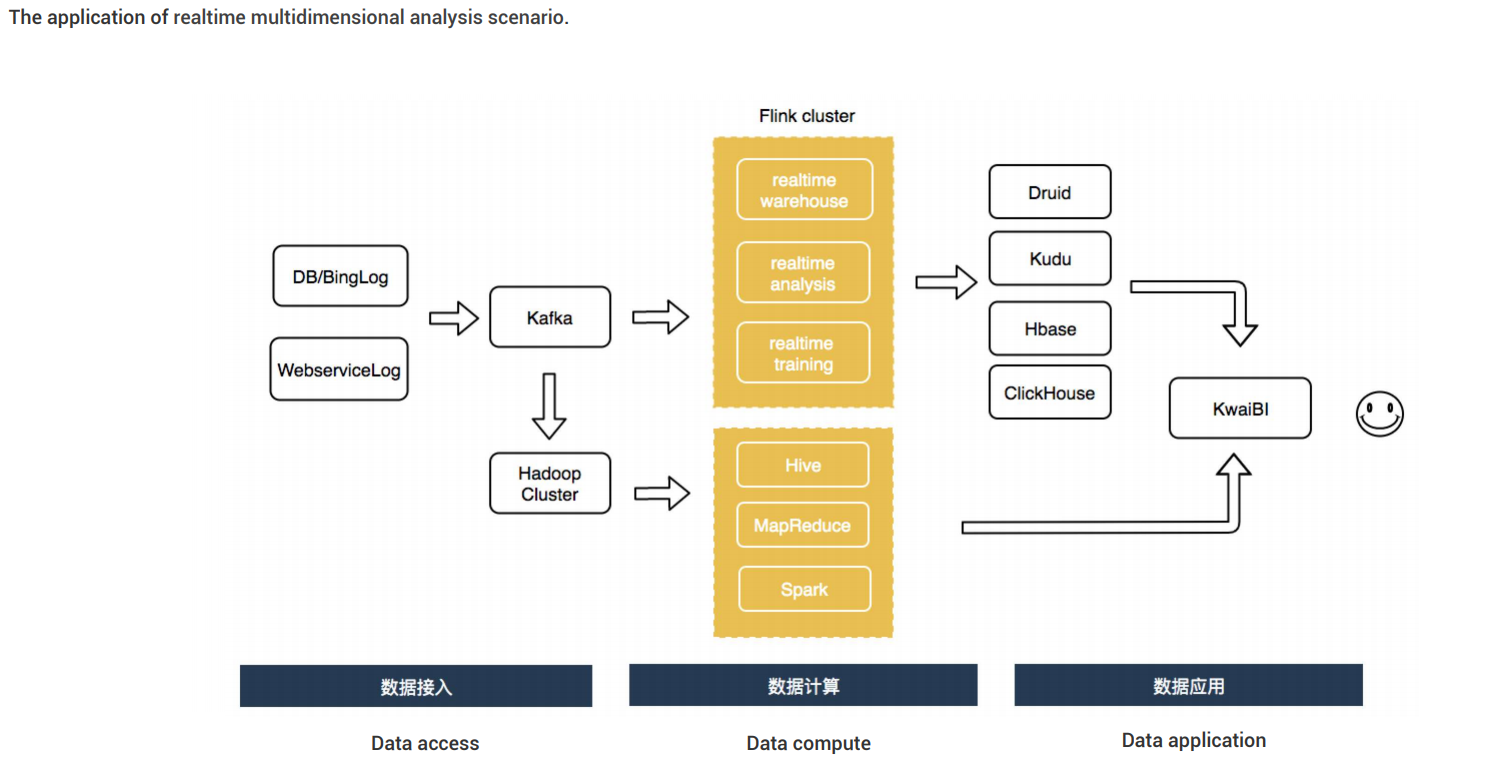 The application of realtime multidimensional analysis scenario.
Flink cluster
DB/BingLog
WebserviceLog
Kafka
Hadoop
Cluster
realtime
warehouse
realtime
analysis
realtime
training
Hive
MapReduce
Spark
Druid
Kudu
Hbase
ClickHouse
KwaiBI
数据接入
数据计算
数据应用
Data access
Data compute
Data application